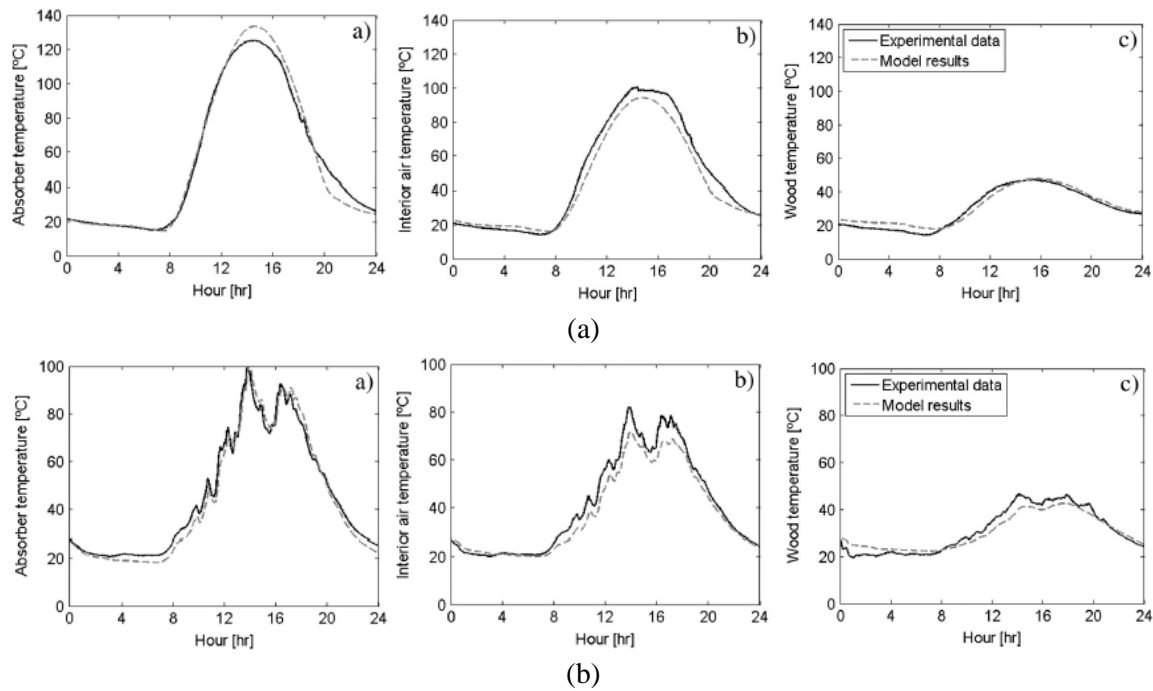 Absorber temperature [ºC]
140
120
100
80
60
40
20
0
0 4 8 12 16 20 24
Hour [hr]
a)
Interior air temperature [ºC]
140
120
100
80
60
40
20
0
0 4 8 12 16 20 24
Hour [hr]
b)
Wood temperature [ºC]
140
120
100
80
60
40
20
0
0 4 8 12 16 20 24
Hour [hr]
c)
Experimental data
Model results
(a)
Absorber temperature [ºC]
100
80
60
40
20
0
0 4 8 12 16 20 24
Hour [hr]
a)
Interior air temperature [ºC]
100
80
60
40
20
0
0 4 8 12 16 20 24
Hour [hr]
b)
Wood temperature [ºC]
100
80
60
40
20
0
0 4 8 12 16 20 24
Hour [hr]
c)
Experimental data
Model results
(b)